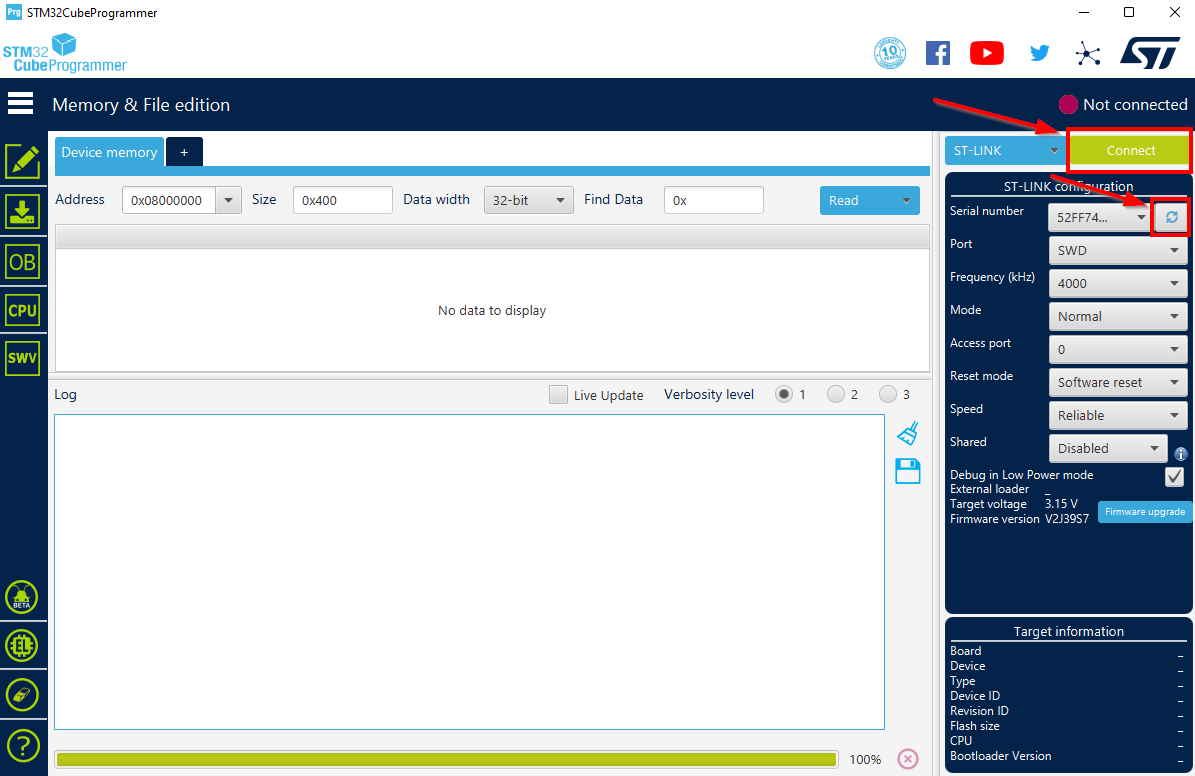 Prg STM32CubeProgrammer
STM32
CubeProgrammer
10
Memory & File edition
Not connected
Device memory
+
ST-LINK
Connect
Address
0x08000000
Size
0x400
Data width
32-bit
Find Data
0x
Read
ST-LINK configuration
Serial number
52FF74...
Port
SWD
Frequency (kHz)
4000
Mode
Normal
Access port
0
Reset mode
Software reset
Speed
Reliable
Shared
Disabled
Debug in Low Power mode
External loader _
Target voltage 3.15 V
Firmware version V2J39S7
Firmware upgrade
No data to display
Log
Live Update
Verbosity level
1
2
3
100%
OB
CPU
SWV
BETA
EL
?
Target information
Board _
Device _
Type _
Device ID _
Revision ID _
Flash size _
CPU _
Bootloader Version _